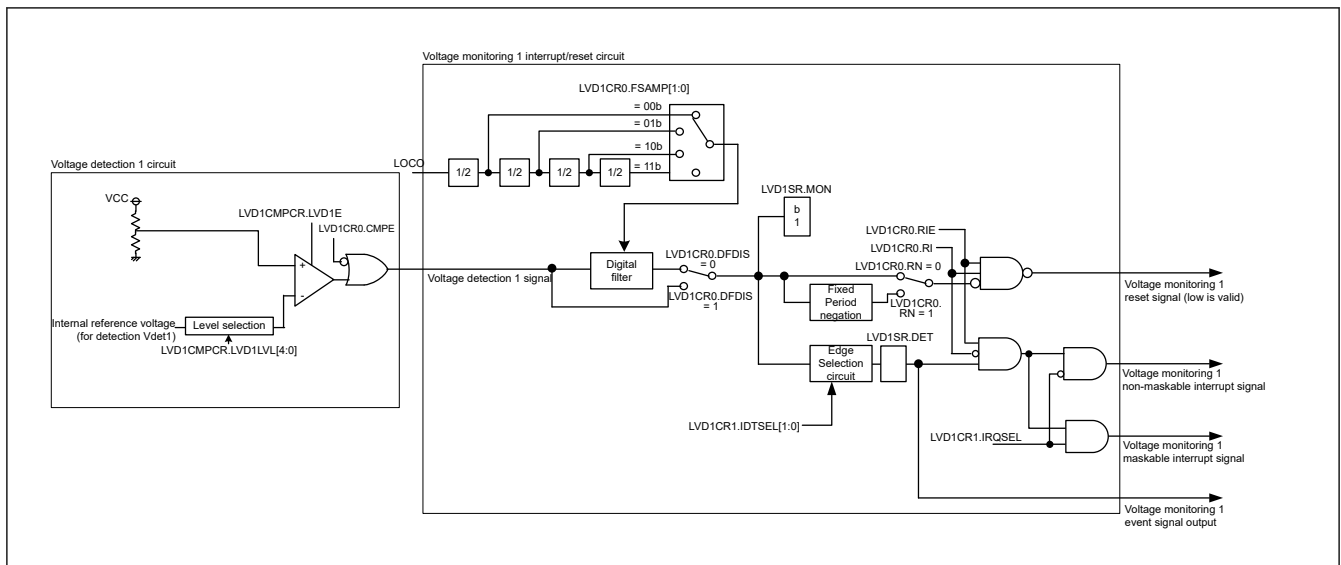 Voltage monitoring 1 interrupt/reset circuit
LVD1CR0.FSAMP[1:0]
= 00b
= 01b
= 10b
= 11b
LOCO
1/2
1/2
1/2
1/2
Voltage detection 1 circuit
VCC
LVD1CMPCR.LVD1E
LVD1CR0.CMPE
+
-
Internal reference voltage
(for detection Vdet1)
Level selection
LVD1CMPCR.LVD1LVL[4:0]
Voltage detection 1 signal
Digital
filter
LVD1CR0.DFDIS
= 0
LVD1CR0.DFDIS
= 1
LVD1SR.MON
b
1
LVD1CR0.RIE
LVD1CR0.RI
LVD1CR0.RN = 0
Fixed
Period
negation
LVD1CR0.
RN = 1
Voltage monitoring 1
reset signal (low is valid)
LVD1SR.DET
Edge
Selection
circuit
LVD1CR1.IDTSEL[1:0]
Voltage monitoring 1
non-maskable interrupt signal
LVD1CR1.IRQSEL
Voltage monitoring 1
maskable interrupt signal
Voltage monitoring 1
event signal output